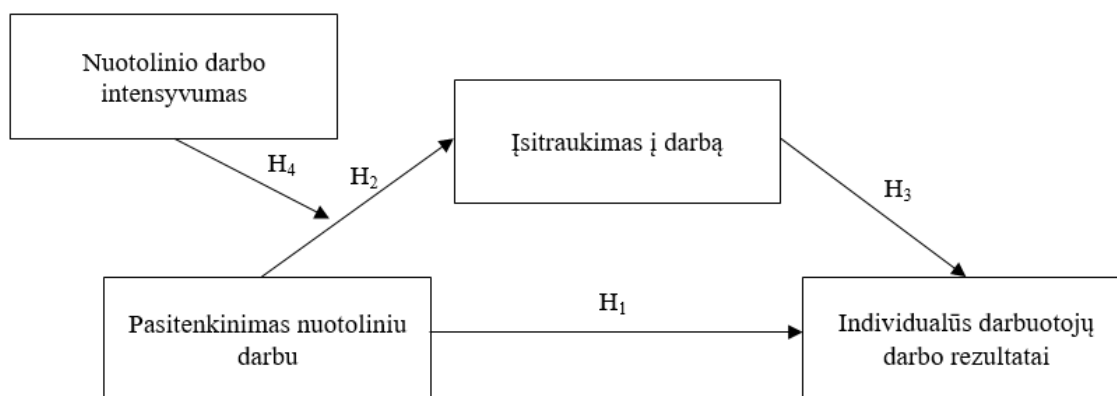 Nuotolinio darbo
intensyvumas
Įsitraukimas į darbą
H₄
H₂
H₃
Pasitenkinimas nuotoliniu
darbu
H₁
Individualūs darbuotojų
darbo rezultatai